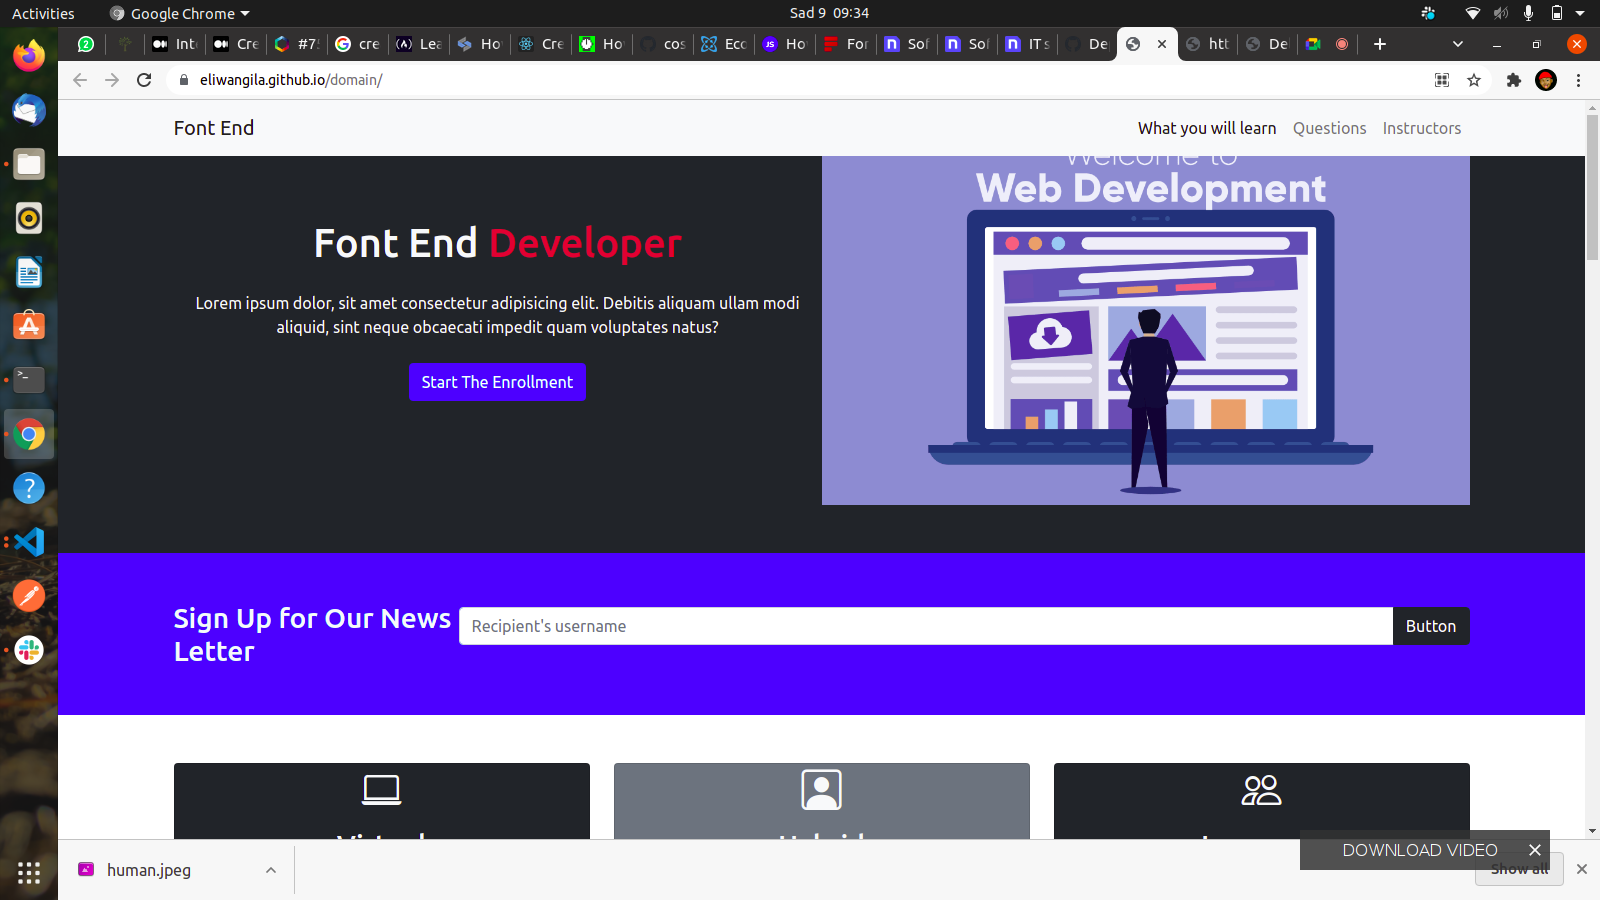 Activities
Google Chrome
Sad 9 09:34
2
Inte
Cre
#75
cre
Lea
Ho
Cre
Ho
cos
Ecc
Ho
For
Sof
Sof
IT s
De
htt
De
eliwangila.github.io/domain/
Font End
What you will learn
Questions
Instructors
Welcome to
Web Development
Font End Developer
Lorem ipsum dolor, sit amet consectetur adipisicing elit. Debitis aliquam ullam modi
aliquid, sint neque obcaecati impedit quam voluptates natus?
Start The Enrollment
Sign Up for Our News
Letter
Recipient's username
Button
human.jpeg
DOWNLOAD VIDEO
Show all